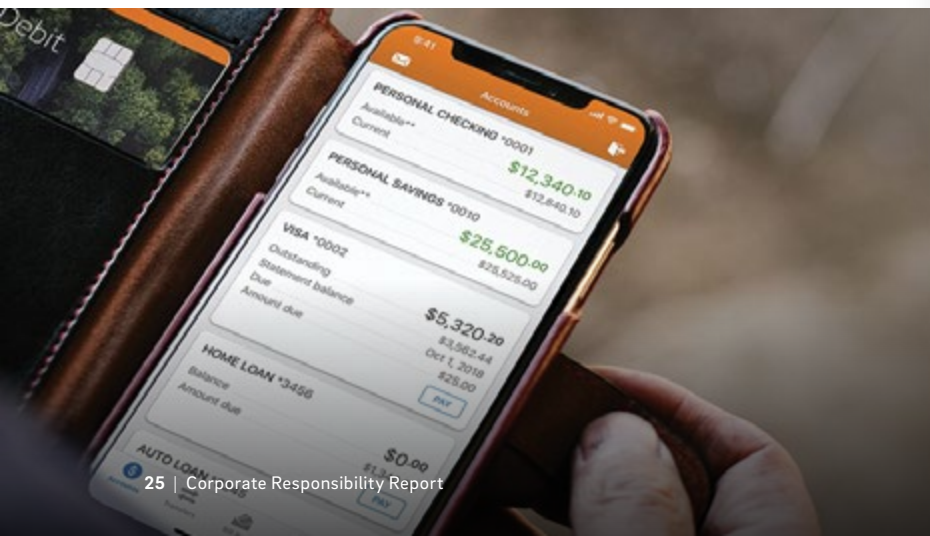 Debit
9:41
Accounts
PERSONAL CHECKING *0001
Available** $12,340.10
Current $12,840.10
PERSONAL SAVINGS *0010
Available** $25,500.00
Current $25,525.00
VISA *0002
Outstanding $5,320.20
Statement balance $3,562.44
Due Oct 1, 2018
Amount due $25.00
PAY
HOME LOAN *3456
Balance $0.00
Amount due
PAY
AUTO LOAN
Accounts
Transfers
25 | Corporate Responsibility Report